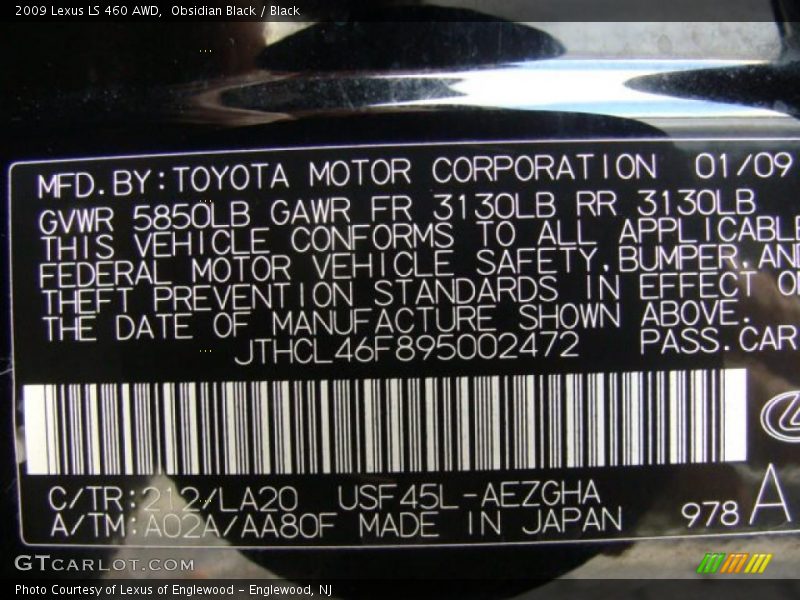 2009 Lexus LS 460 AWD,  Obsidian Black / Black
MFD.BY:TOYOTA MOTOR CORPORATION 01/09
GVWR 5850LB GAWR FR 3130LB RR 3130LB
THIS VEHICLE CONFORMS TO ALL APPLICABLE
FEDERAL MOTOR VEHICLE SAFETY,BUMPER,AND
THEFT PREVENTION STANDARDS IN EFFECT O
THE DATE OF MANUFACTURE SHOWN ABOVE.
JTHCL46F895002472 PASS.CAR
C/TR:212/LA20 USF45L-AEZGHA
A/TM:A02A/AA80F MADE IN JAPAN 978 A
GTCARLOT.COM
Photo Courtesy of Lexus of Englewood – Englewood, NJ